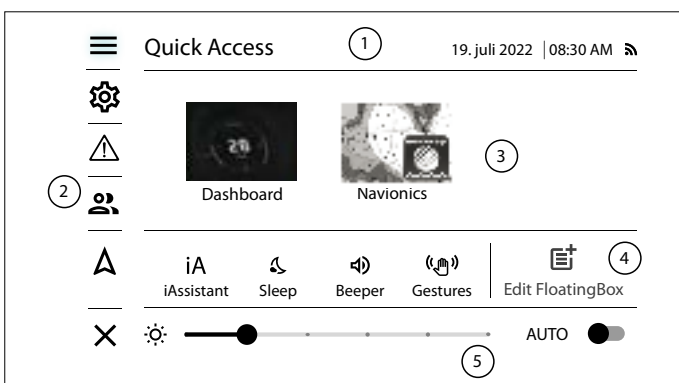 Quick Access
1
19. juli 2022 | 08:30 AM
3
Dashboard
Navionics
2
4
iA
iAssistant
Sleep
Beeper
Gestures
Edit FloatingBox
AUTO
5